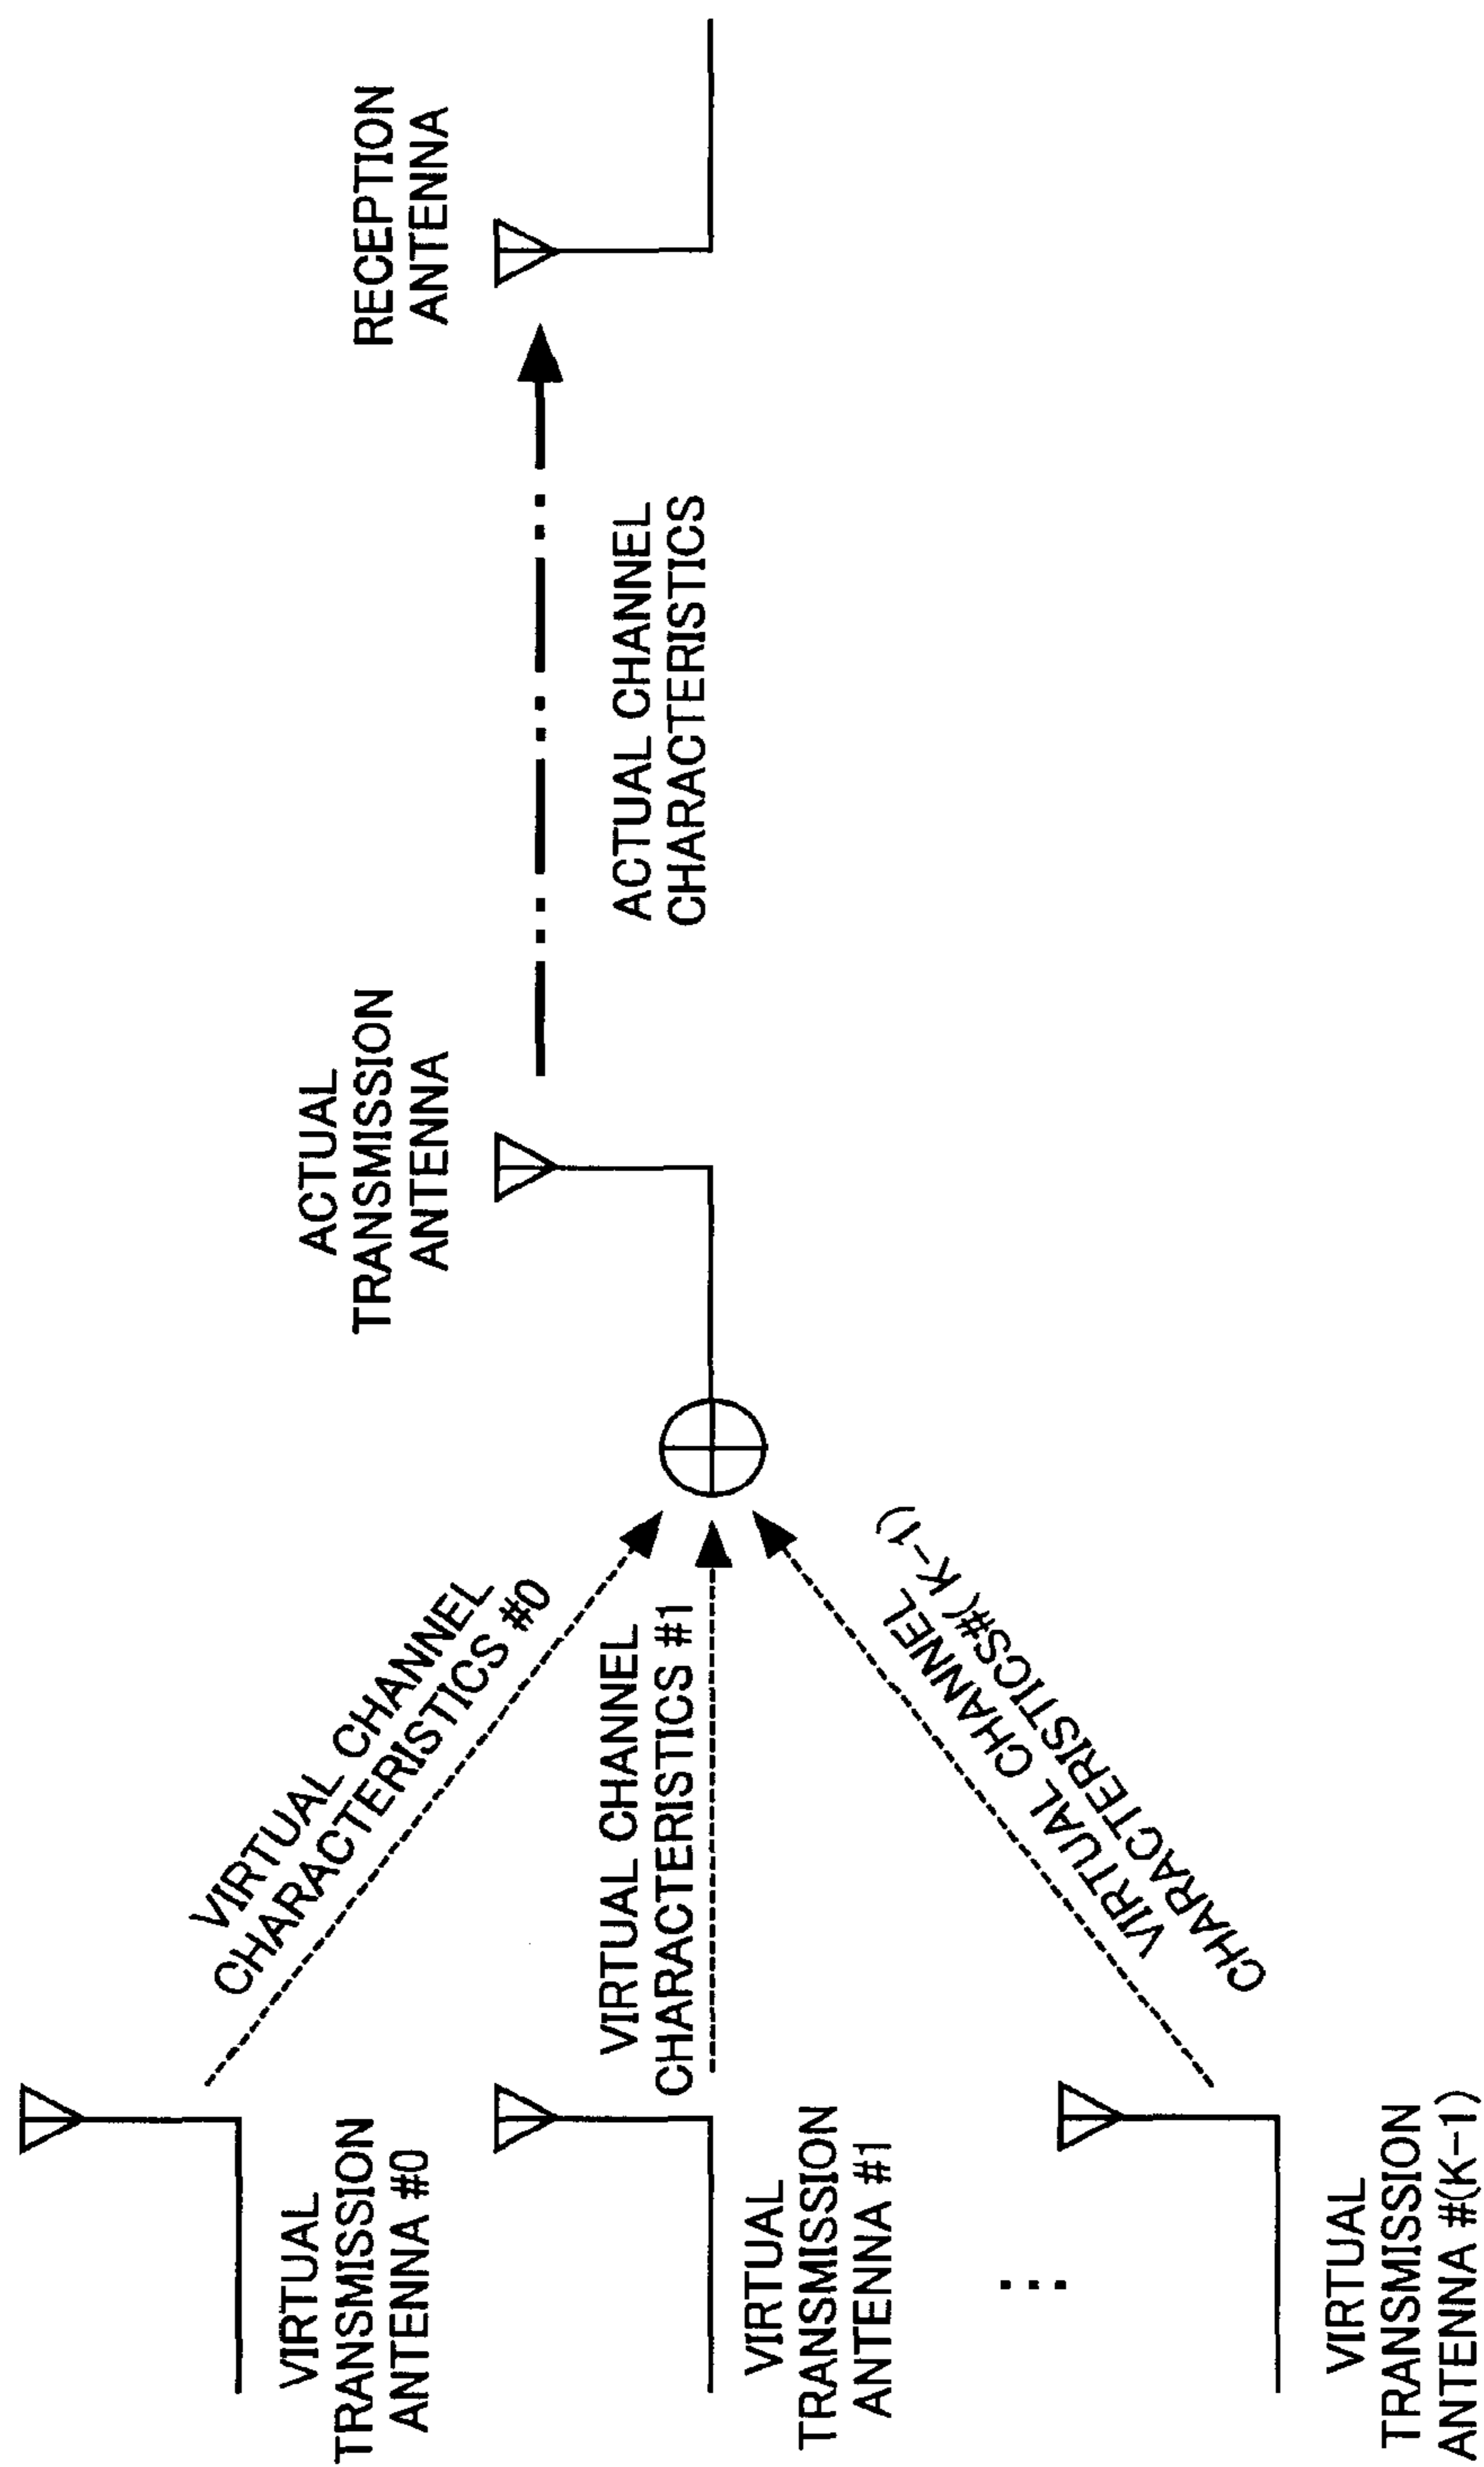 VIRTUAL
TRANSMISSION
ANTENNA #0
VIRTUAL CHANNEL
CHARACTERISTICS #0
VIRTUAL
TRANSMISSION
ANTENNA #1
VIRTUAL CHANNEL
CHARACTERISTICS #1
...
VIRTUAL
TRANSMISSION
ANTENNA #(K-1)
VIRTUAL CHANNEL
CHARACTERISTICS#(K-1)
ACTUAL
TRANSMISSION
ANTENNA
ACTUAL CHANNEL
CHARACTERISTICS
RECEPTION
ANTENNA